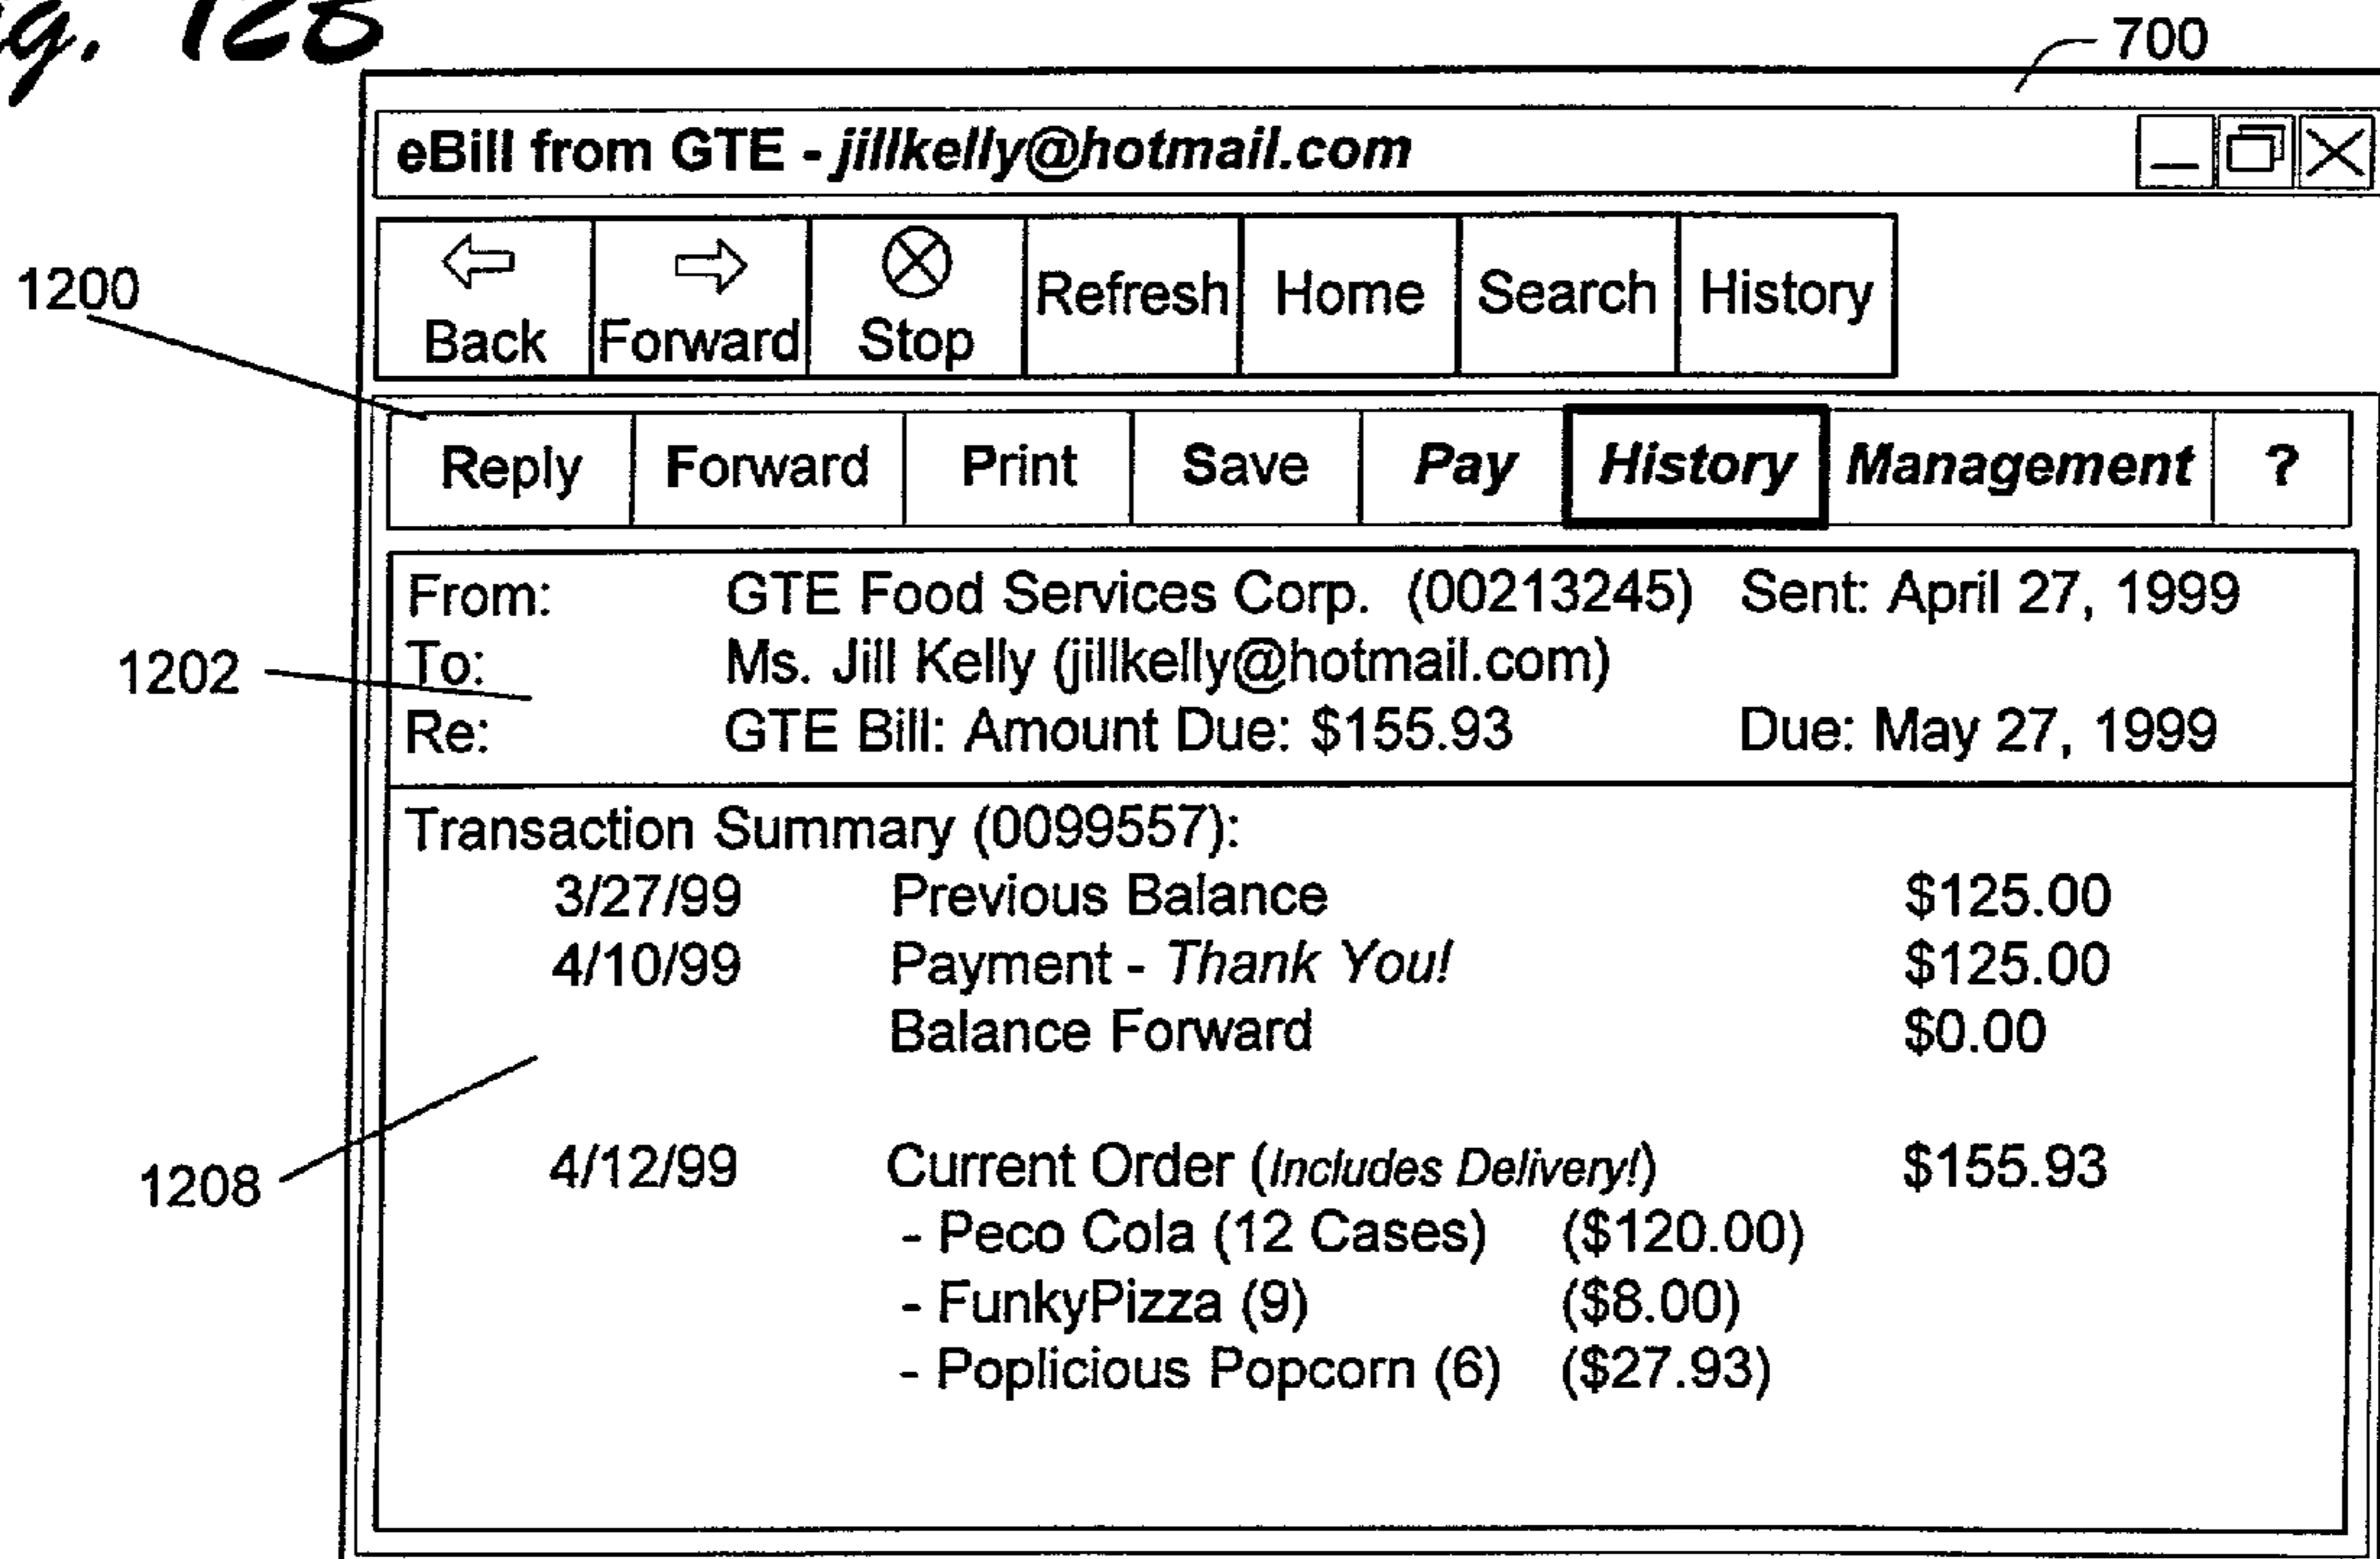 g. 12B
700
eBill from GTE - jillkelly@hotmail.com
Back Forward Stop Refresh Home Search History
1200
Reply Forward Print Save Pay History Management ?
From: GTE Food Services Corp. (00213245) Sent: April 27, 1999
1202
To: Ms. Jill Kelly (jillkelly@hotmail.com)
Re: GTE Bill: Amount Due: $155.93 Due: May 27, 1999
Transaction Summary (0099557):
3/27/99 Previous Balance $125.00
4/10/99 Payment - Thank You! $125.00
Balance Forward $0.00
1208
4/12/99 Current Order (Includes Delivery!) $155.93
- Peco Cola (12 Cases) ($120.00)
- FunkyPizza (9) ($8.00)
- Poplicious Popcorn (6) ($27.93)